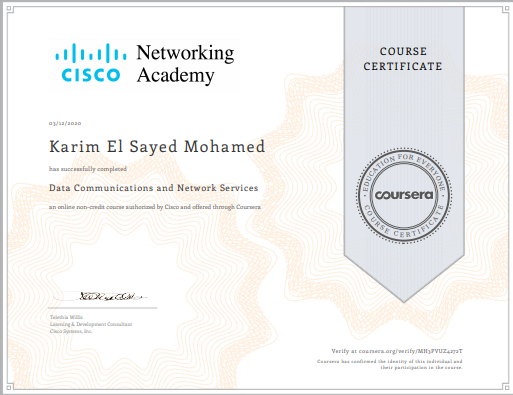 CISCO
Networking
Academy
COURSE
CERTIFICATE
03/12/2020
Karim El Sayed Mohamed
has successfully completed
Data Communications and Network Services
an online non-credit course authorized by Cisco and offered through Coursera
EDUCATION FOR EVERYONE
coursera
COURSE CERTIFICATE
Telethia Willis
Learning & Development Consultant
Cisco Systems, Inc.
Verify at coursera.org/verify/
Coursera has confirmed the identity of this individual and
their participation in the course.